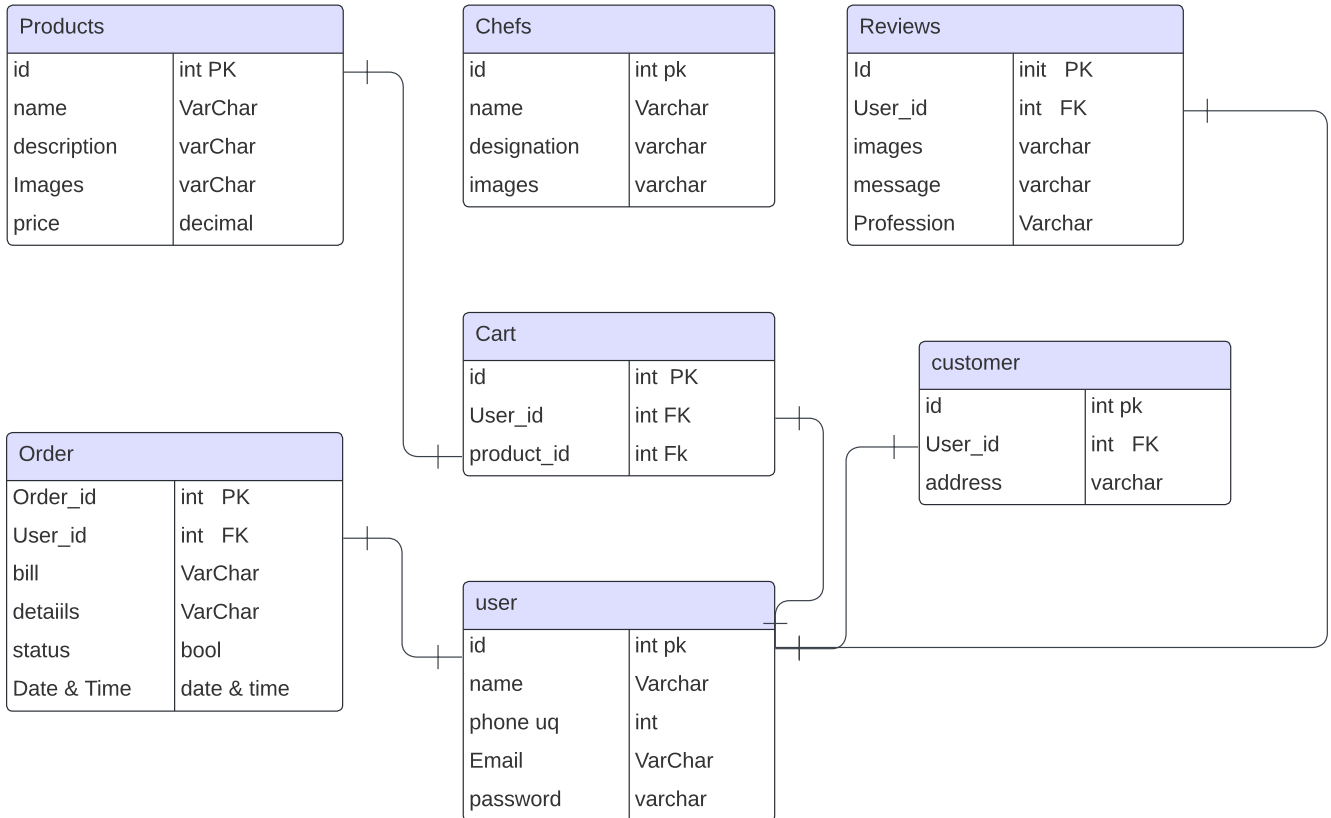 Products
id int PK
name VarChar
description varChar
Images varChar
price decimal
Chefs
id int pk
name Varchar
designation varchar
images varchar
Reviews
Id init PK
User_id int FK
images varchar
message varchar
Profession Varchar
Cart
id int PK
User_id int FK
product_id int Fk
customer
id int pk
User_id int FK
address varchar
Order
Order_id int PK
User_id int FK
bill VarChar
detaiils VarChar
status bool
Date & Time date & time
user
id int pk
name Varchar
phone uq int
Email VarChar
password varchar